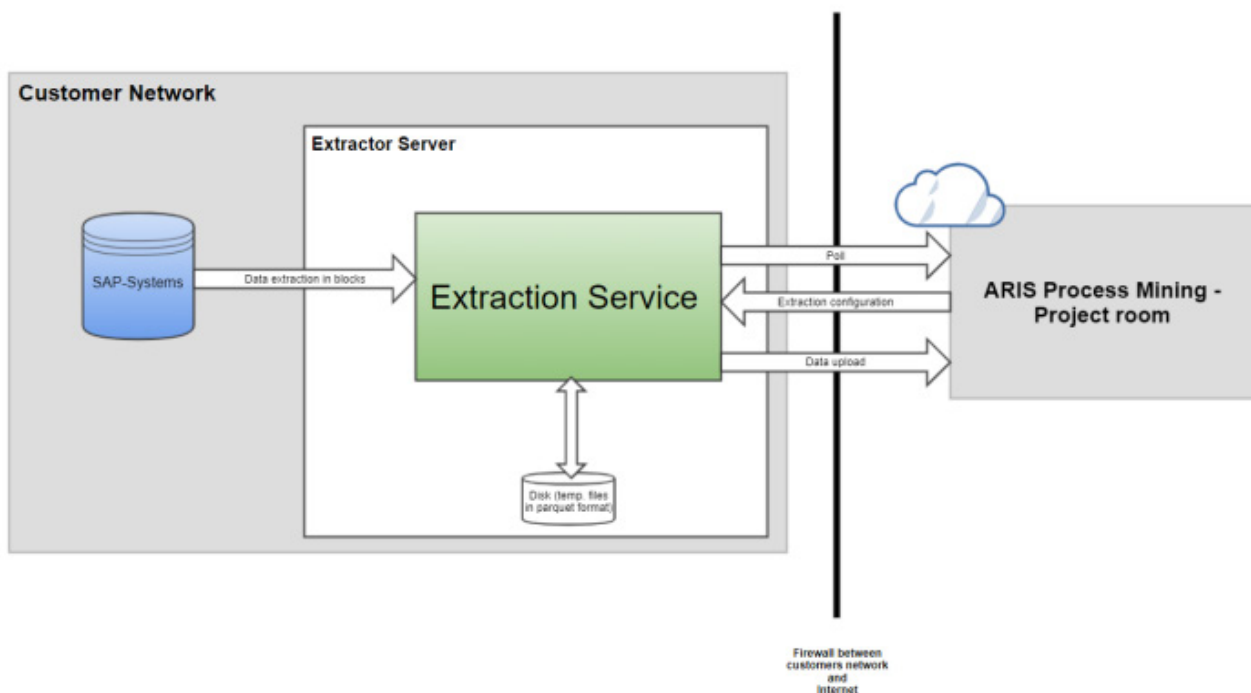 Customer Network
Extractor Server
SAP-Systems
Data extraction in blocks
Extraction Service
Poll
Extraction configuration
Data upload
ARIS Process Mining -
Project room
Disk (temp. files
in parquet format)
Firewall between
customers network
and
Internet